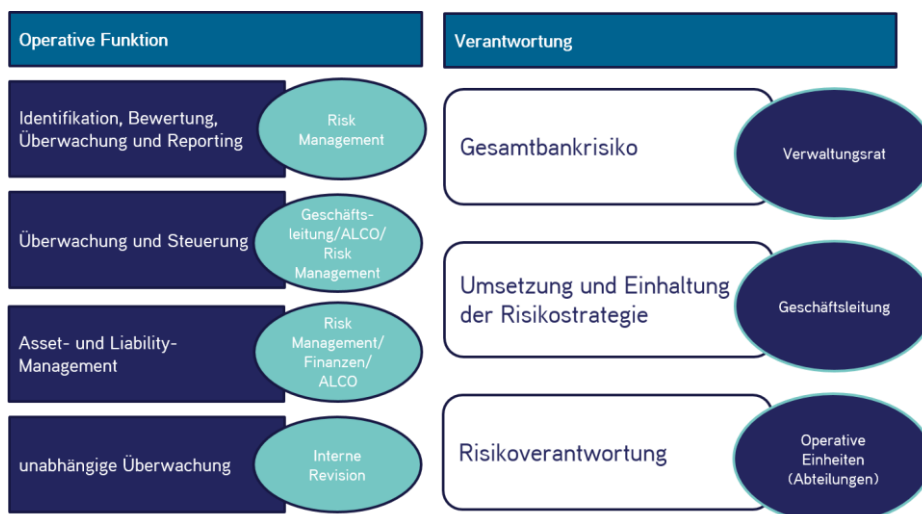 Operative Funktion
Identifikation, Bewertung,
Überwachung und Reporting
Risk
Management
Überwachung und Steuerung
Geschäfts-
leitung/ALCO/
Risk
Management
Asset- und Liability-
Management
Risk
Management/
Finanzen/
ALCO
unabhängige Überwachung
Interne
Revision
Verantwortung
Gesamtbankrisiko
Verwaltungsrat
Umsetzung und Einhaltung
der Risikostrategie
Geschäftsleitung
Risikoverantwortung
Operative
Einheiten
(Abteilungen)